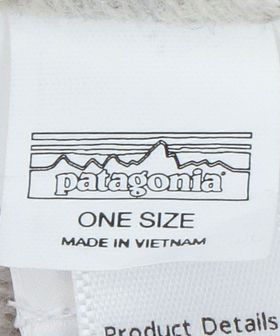 patagonia
ONE SIZE
MADE IN VIETNAM
Product Details